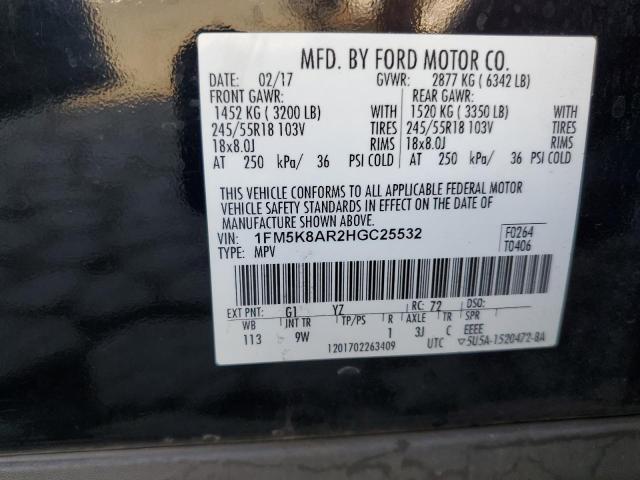 MFD. BY FORD MOTOR CO.
DATE: 02/17 GVWR: 2877 KG ( 6342 LB)
FRONT GAWR: REAR GAWR:
1452 KG ( 3200 LB) WITH 1520 KG ( 3350 LB) WITH
245/55R18 103V TIRES 245/55R18 103V TIRES
18x8.0J RIMS 18x8.0J RIMS
AT 250 kPa/ 36 PSI COLD AT 250 kPa/ 36 PSI COLD
THIS VEHICLE CONFORMS TO ALL APPLICABLE FEDERAL MOTOR
VEHICLE SAFETY STANDARDS IN EFFECT ON THE DATE OF
MANUFACTURE SHOWN ABOVE.
VIN: 1FM5K8AR2HGC25532 F0264
TYPE: MPV T0406
EXT PNT: G1 YZ RC: 72 DSO:
WB INT TR TP/PS R AXLE TR SPR
113 9W 1 3J C EEEE
1201702263409 UTC ▽5U5A-1520472-BA